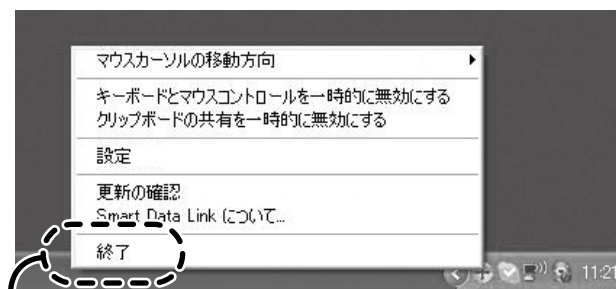 マウスカーソルの移動方向
キーボードとマウスコントロールを一時的に無効にする
クリップボードの共有を一時的に無効にする
設定
更新の確認
Smart Data Link について...
終了
11:21